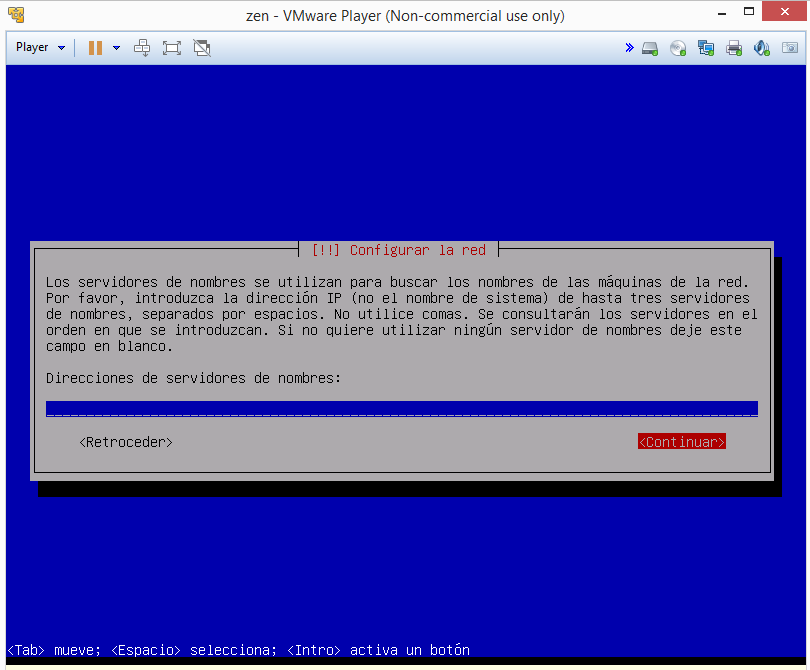 zen - VMware Player (Non-commercial use only)
Player
[!!] Configurar la red
Los servidores de nombres se utilizan para buscar los nombres de las máquinas de la red.
Por favor, introduzca la dirección IP (no el nombre de sistema) de hasta tres servidores
de nombres, separados por espacios. No utilice comas. Se consultarán los servidores en el
orden en que se introduzcan. Si no quiere utilizar ningún servidor de nombres deje este
campo en blanco.
Direcciones de servidores de nombres:
<Retroceder> <Continuar>
<Tab> mueve; <Espacio> selecciona; <Intro> activa un botón